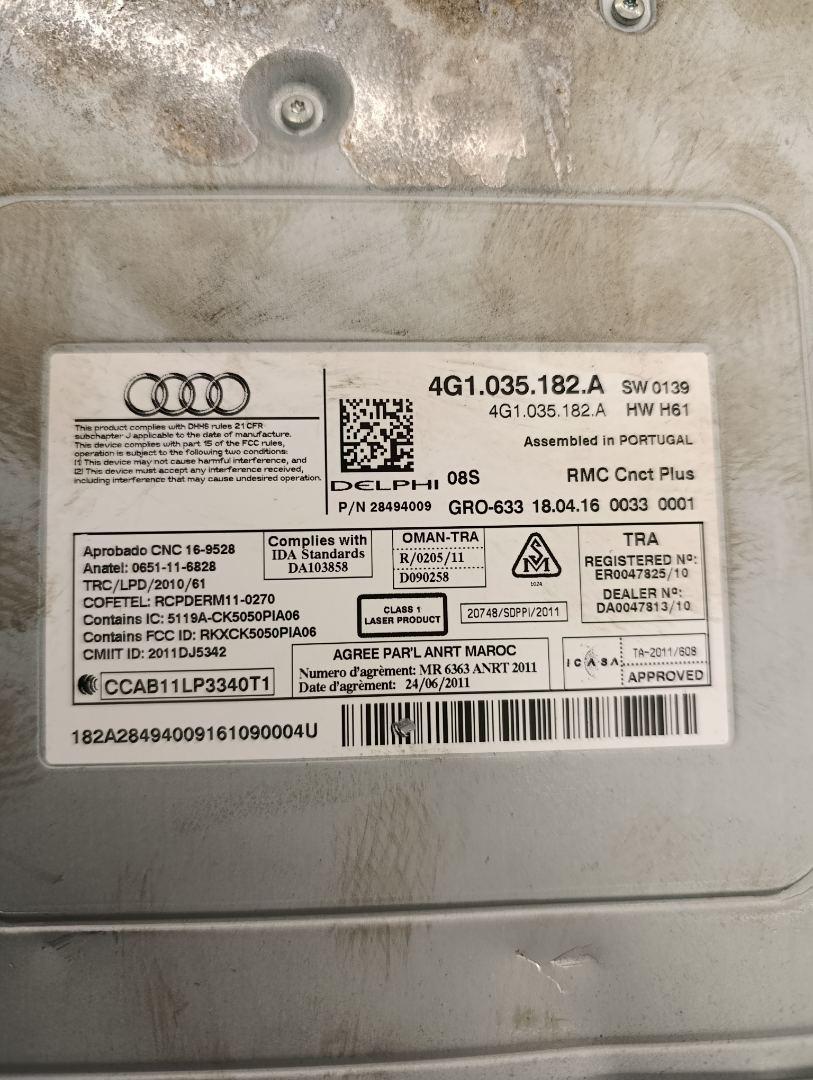 4G1.035.182.A SW 0139
4G1.035.182.A HW H61
Assembled in PORTUGAL
This product complies with DHHS rules 21 CFR
subchapter J applicable to the date of manufacture.
This device complies with part 15 of the FCC rules,
operation is subject to the following two conditions:
(1) This device may not cause harmful interference, and
(2) This device must accept any interference received,
including interference that may cause undesired operation.
DELPHI 08S RMC Cnct Plus
P/N 28494009 GRO-633 18.04.16 0033 0001
Aprobado CNC 16-9528
Anatel: 0651-11-6828
TRC/LPD/2010/61
COFETEL: RCPDERM11-0270
Contains IC: 5119A-CK5050PIA06
Contains FCC ID: RKXCK5050PIA06
CMIIT ID: 2011DJ5342
CCAB11LP3340T1
Complies with
IDA Standards
DA103858
OMAN-TRA
R/0205/11
D090258
SM
1024
TRA
REGISTERED Nº:
ER0047825/10
DEALER Nº:
DA0047813/10
CLASS 1
LASER PRODUCT
20748/SDPPI/2011
AGREE PAR'L ANRT MAROC
Numero d'agrément: MR 6363 ANRT 2011
Date d'agrément: 24/06/2011
ICASA
TA-2011/608
APPROVED
182A28494009161090004U